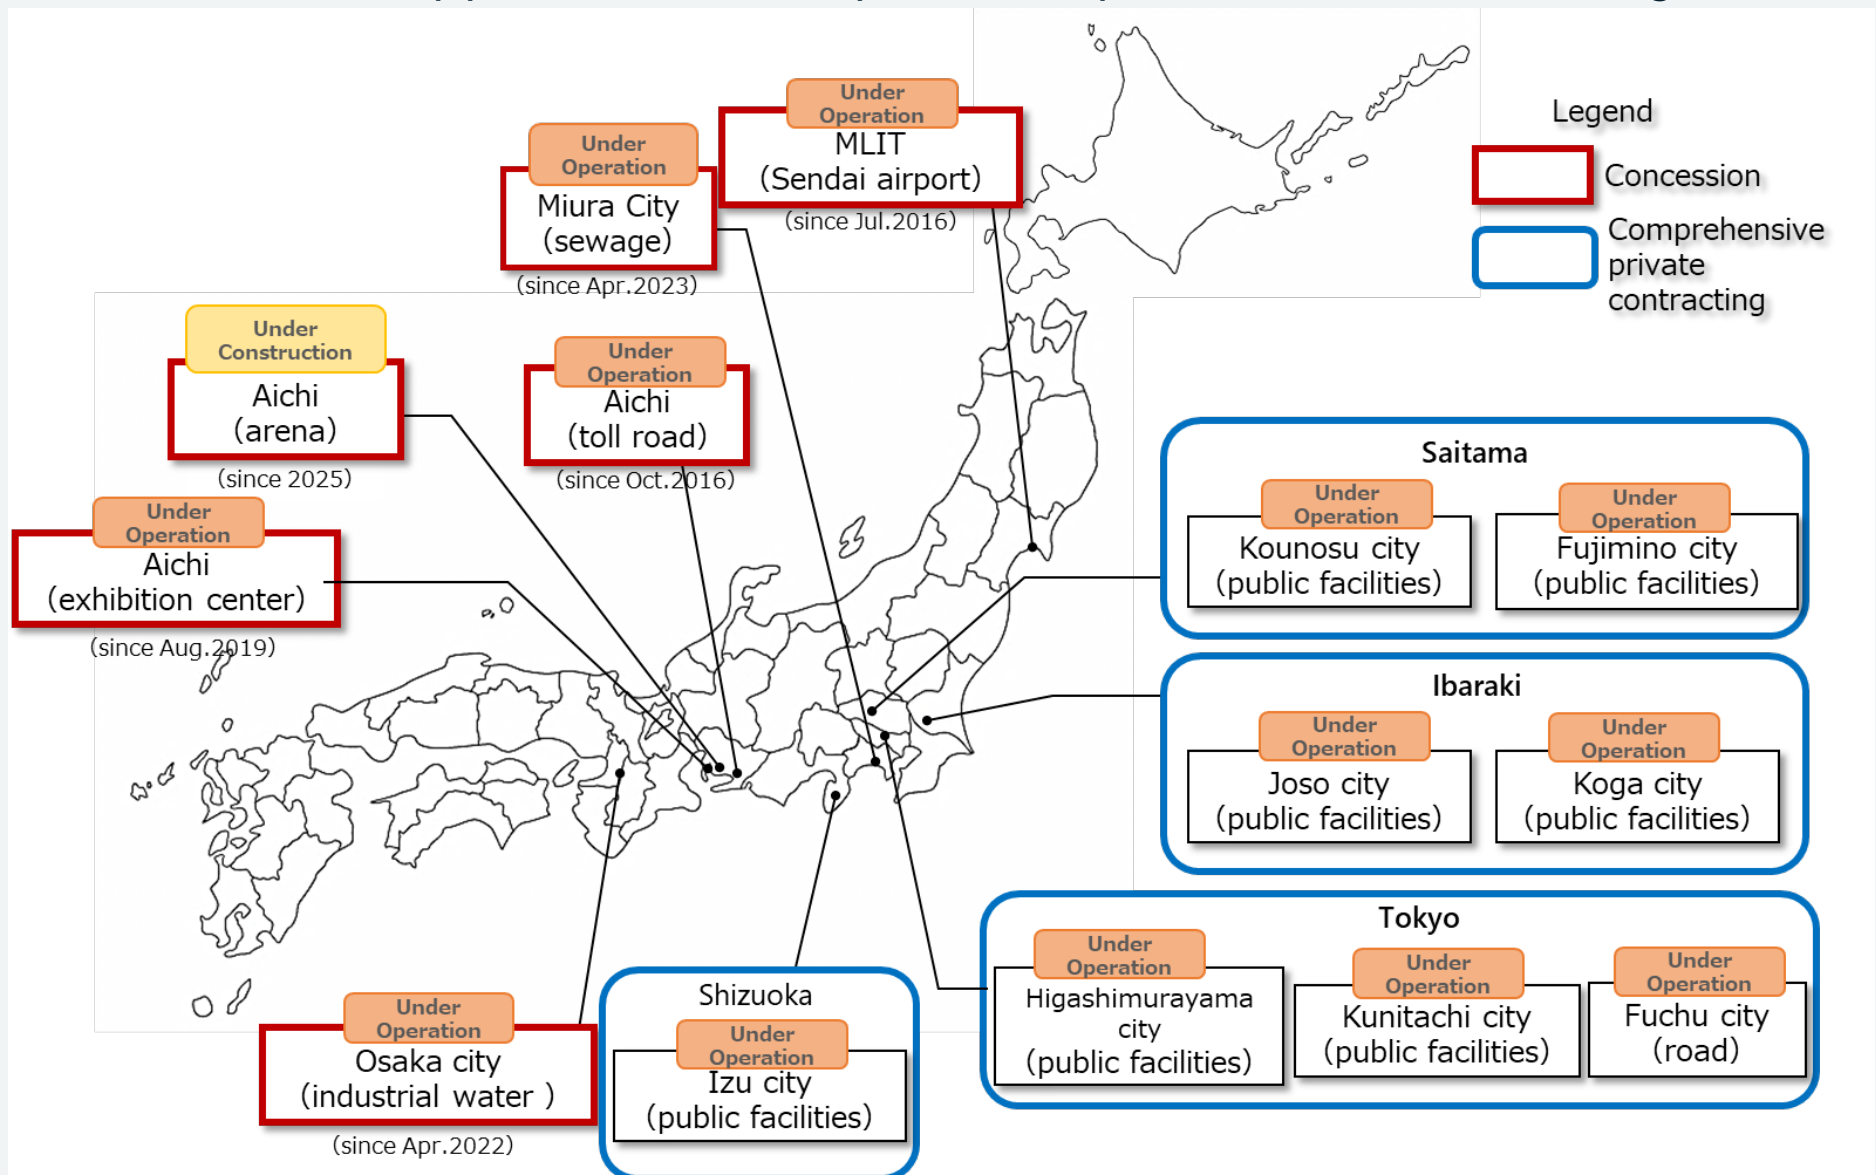 Under
Operation
MLIT
(Sendai airport)
(since Jul.2016)
Under
Operation
Miura City
(sewage)
(since Apr.2023)
Legend
Concession
Comprehensive
private
contracting
Under
Construction
Aichi
(arena)
(since 2025)
Under
Operation
Aichi
(toll road)
(since Oct.2016)
Under
Operation
Aichi
(exhibition center)
(since Aug.2019)
Saitama
Under
Operation
Kounosu city
(public facilities)
Under
Operation
Fujimino city
(public facilities)
Ibaraki
Under
Operation
Joso city
(public facilities)
Under
Operation
Koga city
(public facilities)
Tokyo
Under
Operation
Higashimurayama
city
(public facilities)
Under
Operation
Kunitachi city
(public facilities)
Under
Operation
Fuchu city
(road)
Shizuoka
Under
Operation
Izu city
(public facilities)
Under
Operation
Osaka city
(industrial water )
(since Apr.2022)